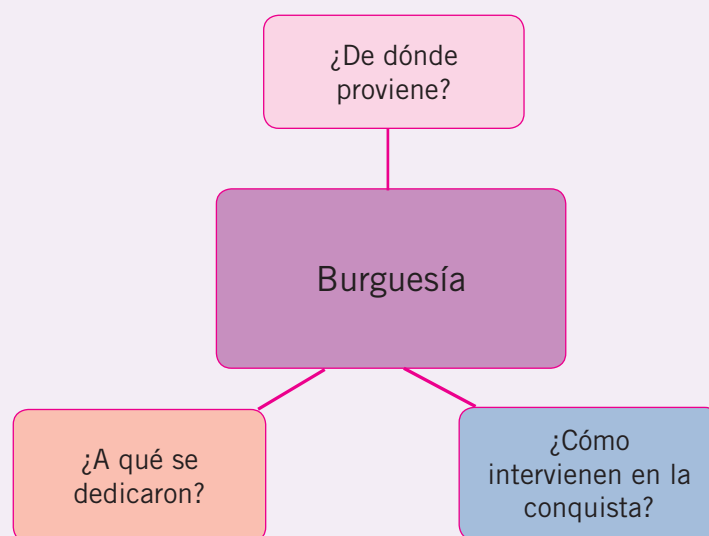 ¿De dónde
proviene?
Burguesía
¿A qué se
dedicaron?
¿Cómo
intervienen en la
conquista?